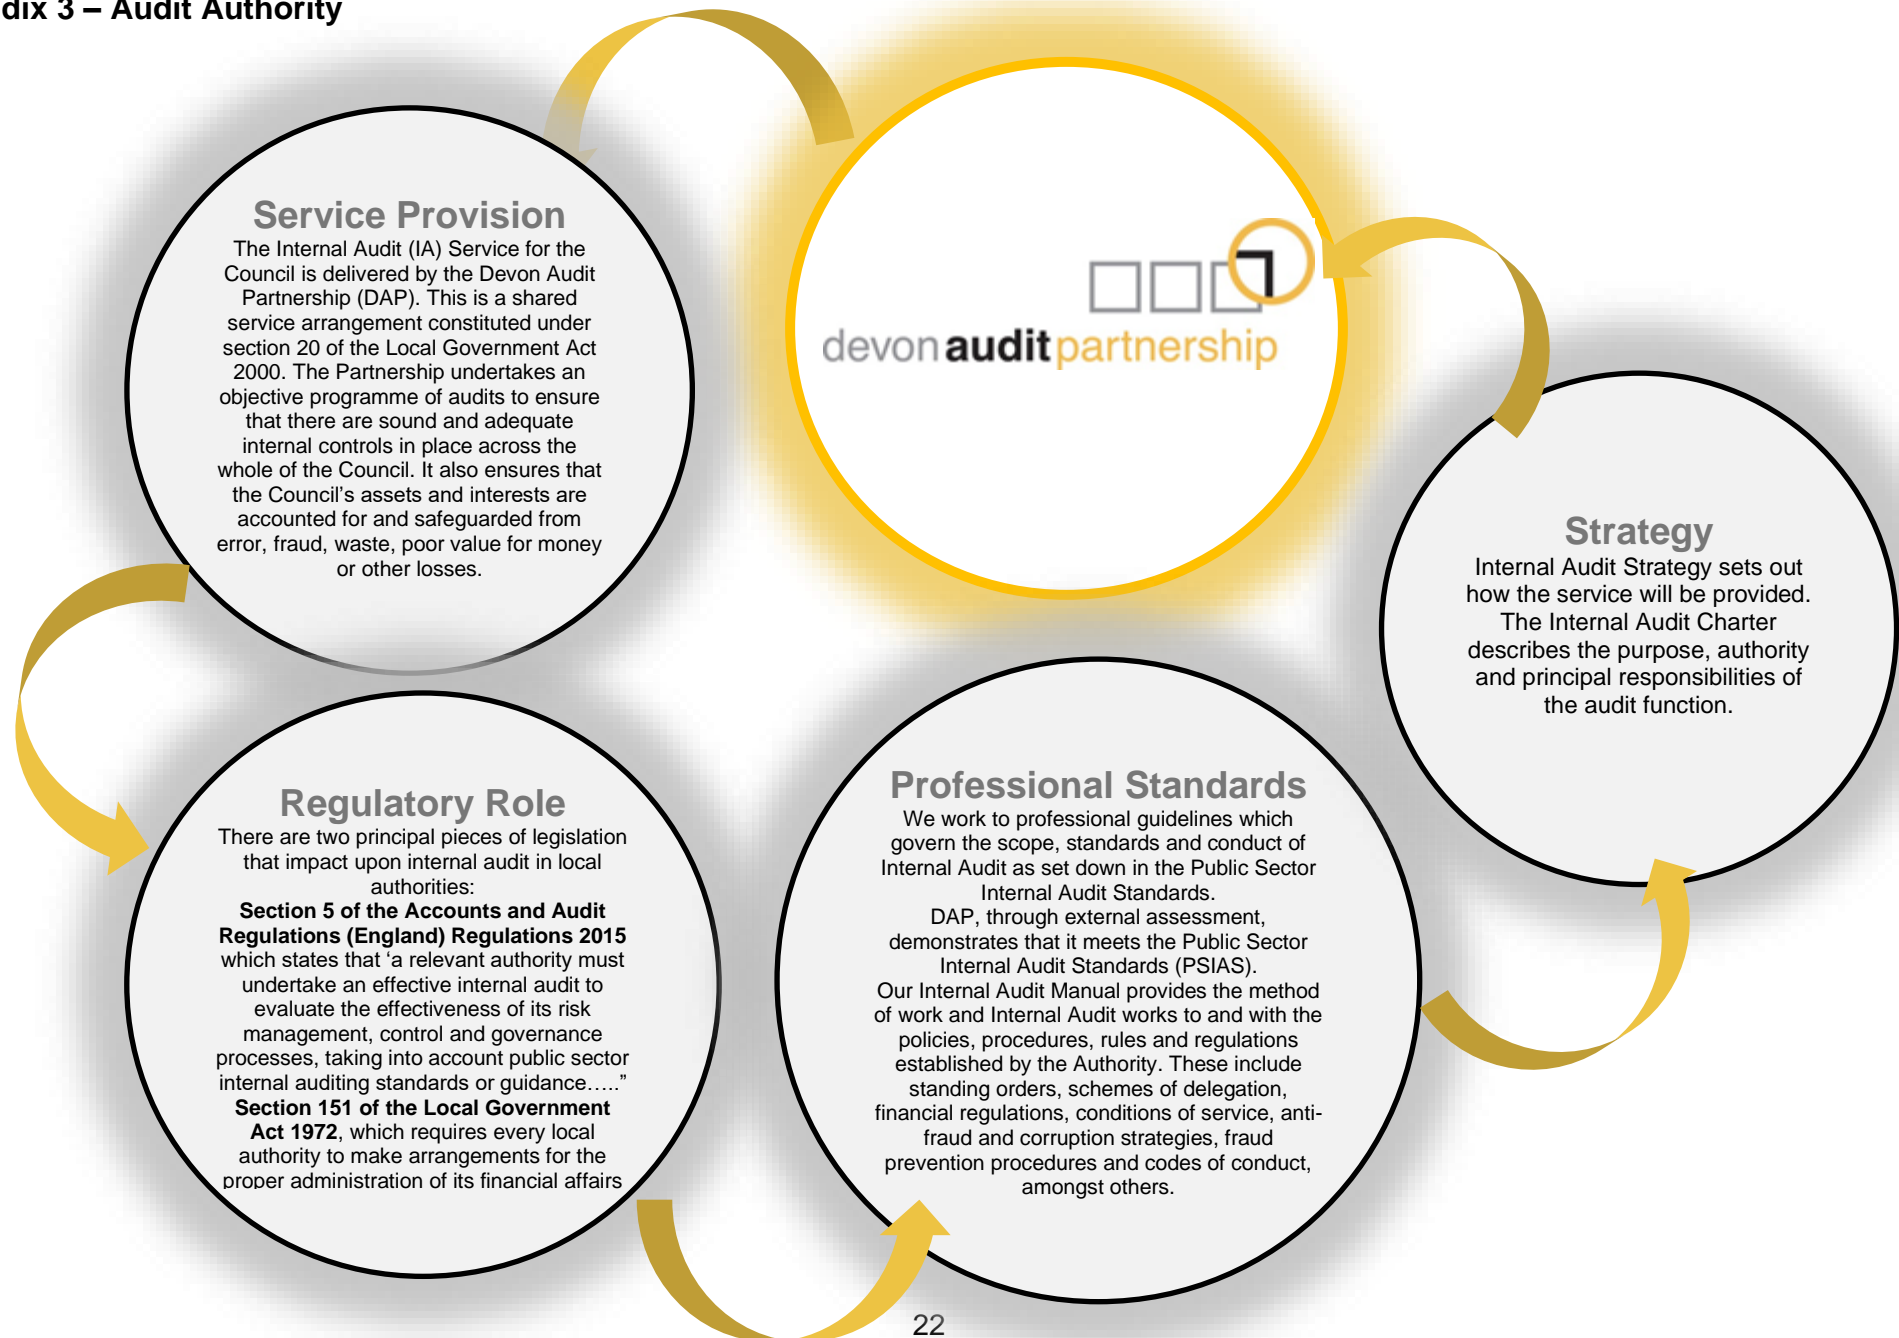 dix 3 – Audit Authority
Service Provision
The Internal Audit (IA) Service for the
Council is delivered by the Devon Audit
Partnership (DAP). This is a shared
service arrangement constituted under
section 20 of the Local Government Act
2000. The Partnership undertakes an
objective programme of audits to ensure
that there are sound and adequate
internal controls in place across the
whole of the Council. It also ensures that
the Council’s assets and interests are
accounted for and safeguarded from
error, fraud, waste, poor value for money
or other losses.
devonauditpartnership
Strategy
Internal Audit Strategy sets out
how the service will be provided.
The Internal Audit Charter
describes the purpose, authority
and principal responsibilities of
the audit function.
Regulatory Role
There are two principal pieces of legislation
that impact upon internal audit in local
authorities:
Section 5 of the Accounts and Audit
Regulations (England) Regulations 2015
which states that ‘a relevant authority must
undertake an effective internal audit to
evaluate the effectiveness of its risk
management, control and governance
processes, taking into account public sector
internal auditing standards or guidance…..”
Section 151 of the Local Government
Act 1972, which requires every local
authority to make arrangements for the
proper administration of its financial affairs
Professional Standards
We work to professional guidelines which
govern the scope, standards and conduct of
Internal Audit as set down in the Public Sector
Internal Audit Standards.
DAP, through external assessment,
demonstrates that it meets the Public Sector
Internal Audit Standards (PSIAS).
Our Internal Audit Manual provides the method
of work and Internal Audit works to and with the
policies, procedures, rules and regulations
established by the Authority. These include
standing orders, schemes of delegation,
financial regulations, conditions of service, anti-
fraud and corruption strategies, fraud
prevention procedures and codes of conduct,
amongst others.
22